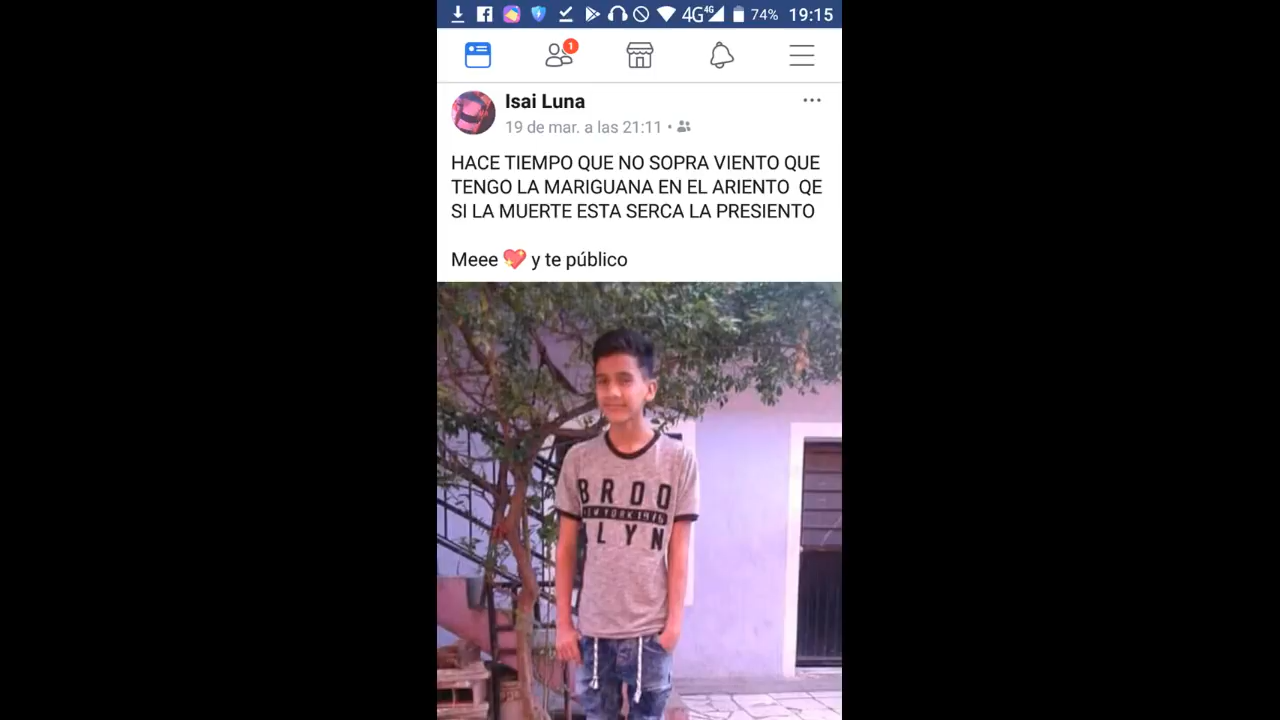 74% 19:15
1
Isai Luna
19 de mar. a las 21:11
HACE TIEMPO QUE NO SOPRA VIENTO QUE
TENGO LA MARIGUANA EN EL ARIENTO QE
SI LA MUERTE ESTA SERCA LA PRESIENTO
Meee 💖 y te público
BROO
NEW YORK 1976
LYN